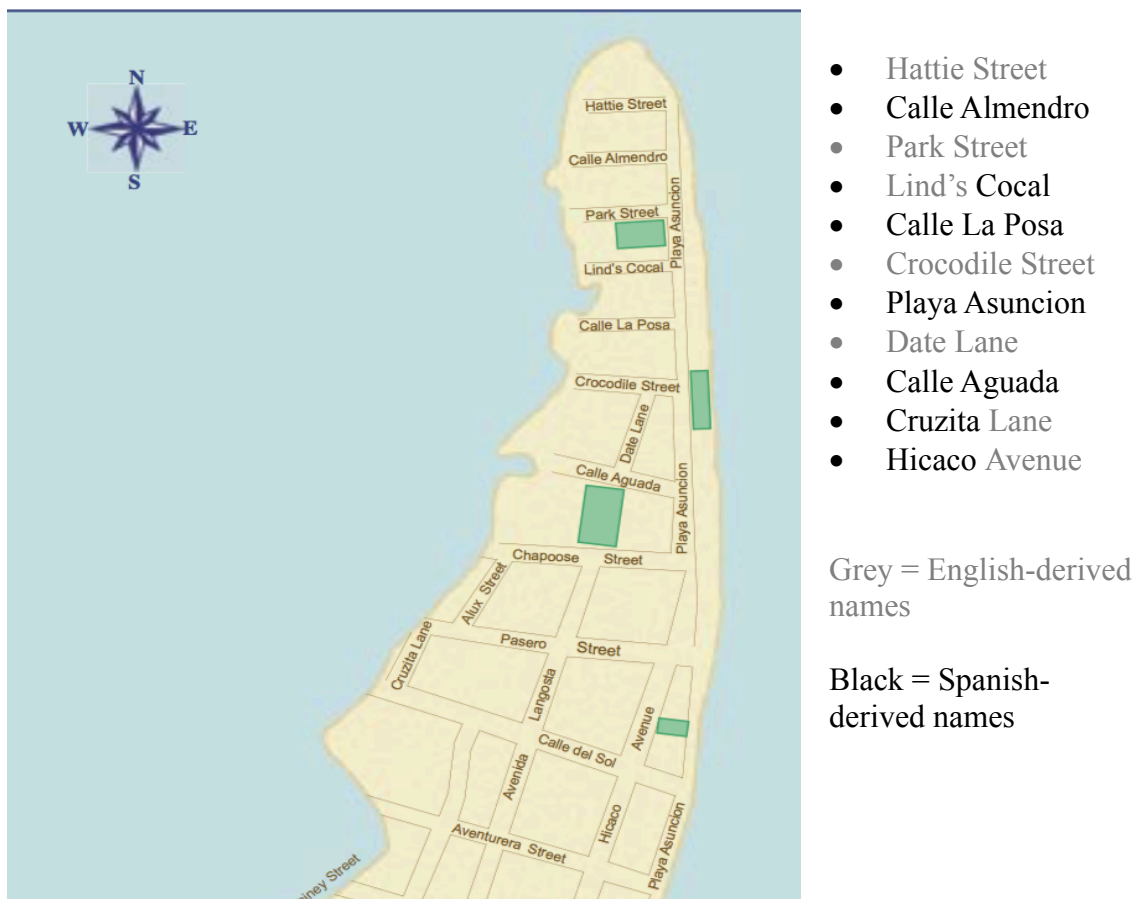 N
W E
S
Hattie Street
Calle Almendro
Park Street
Playa Asuncion
Lind's Cocal
Calle La Posa
Crocodile Street
Date Lane
Calle Aguada
Playa Asuncion
Chapoose Street
Alux Street
Pasero Street
Cruzita Lane
Langosta
Avenue
Calle del Sol
Avenida
Hicaco
Aventurera Street
Playa Asuncion
Street
• Hattie Street
• Calle Almendro
• Park Street
• Lind's Cocal
• Calle La Posa
• Crocodile Street
• Playa Asuncion
• Date Lane
• Calle Aguada
• Cruzita Lane
• Hicaco Avenue
Grey = English-derived
names
Black = Spanish-
derived names